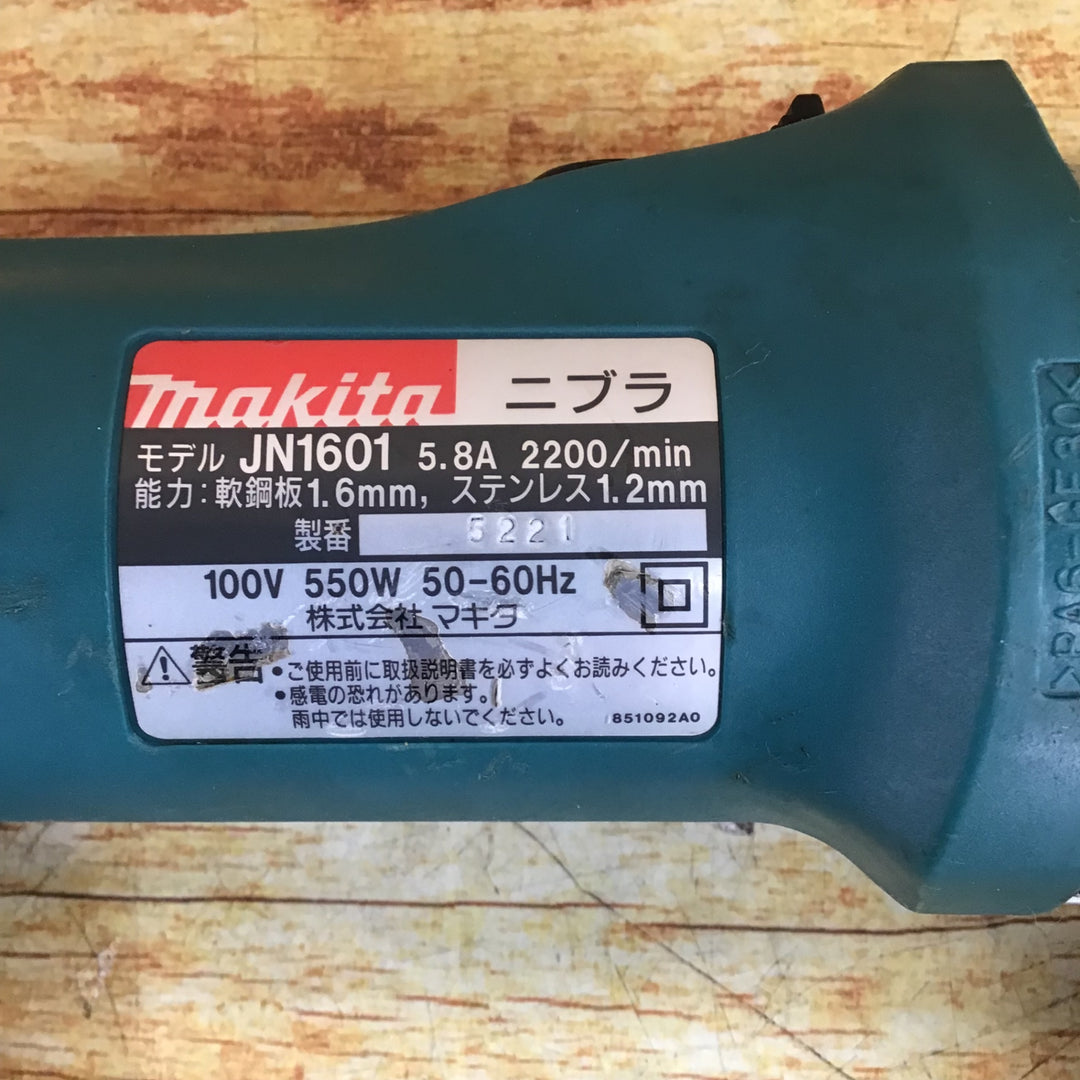 makita ニブラ
モデル JN1601 5.8A 2200/min
能力:軟鋼板1.6mm, ステンレス1.2mm
製番 5221
100V 550W 50-60Hz
株式会社 マキタ
警告 •ご使用前に取扱説明書を必ずよくお読みください。
•感電の恐れがあります。
雨中では使用しないでください。 851092A0
>PA6-GF30<